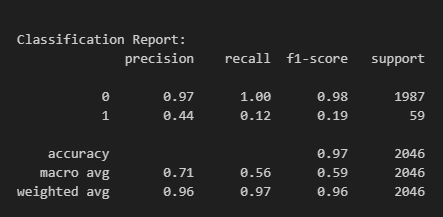 Classification Report:
precision recall f1-score support
0 0.97 1.00 0.98 1987
1 0.44 0.12 0.19 59
accuracy 0.97 2046
macro avg 0.71 0.56 0.59 2046
weighted avg 0.96 0.97 0.96 2046